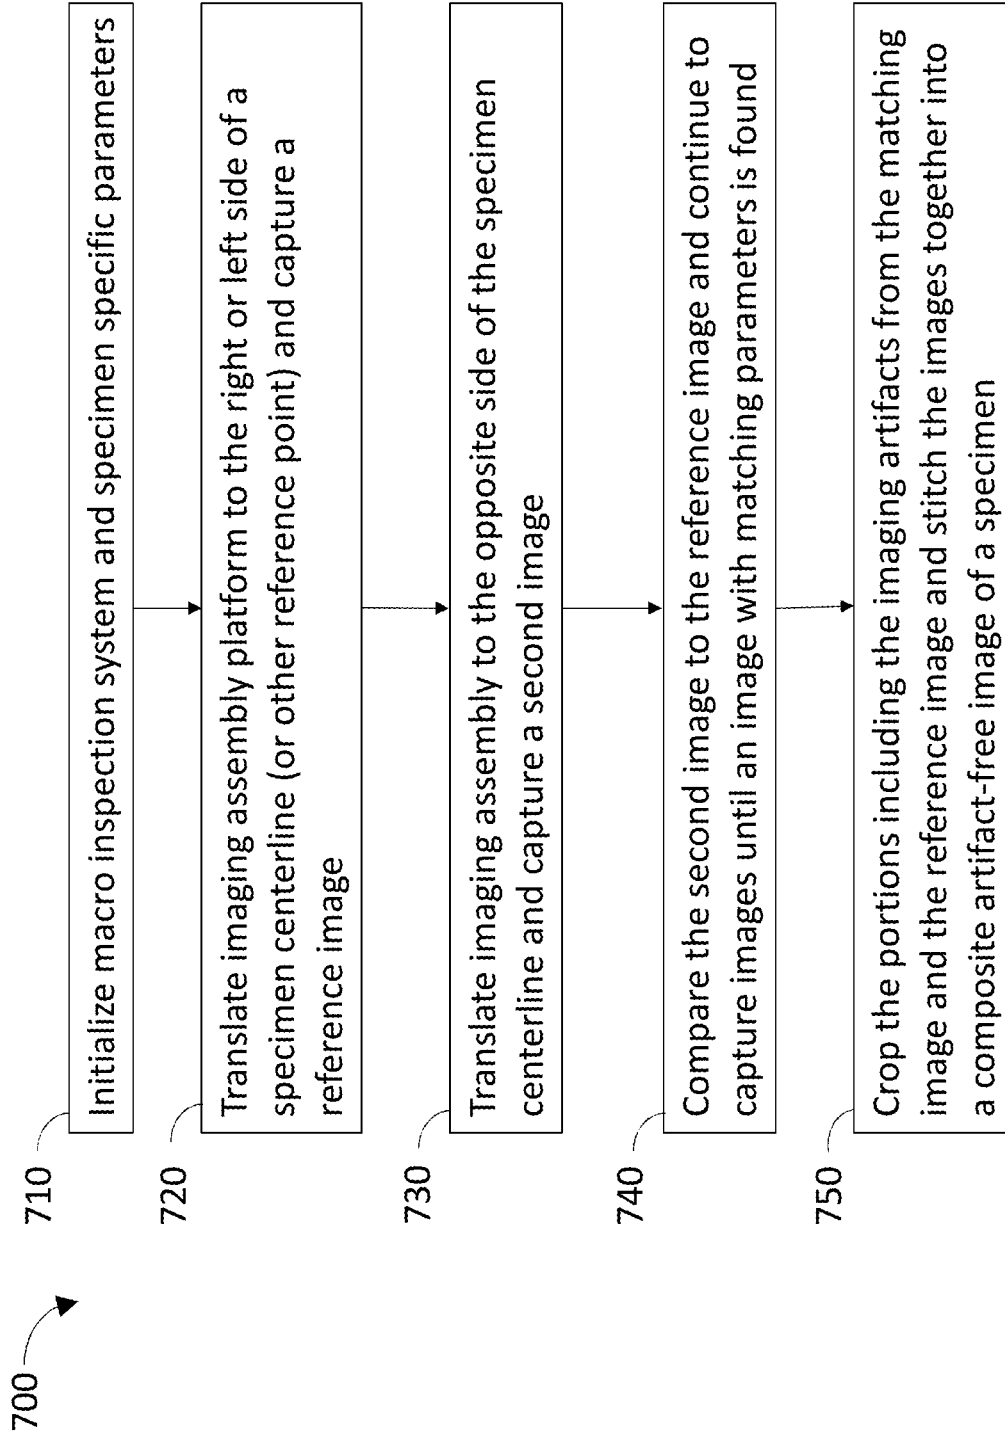 700
710
Initialize macro inspection system and specimen specific parameters
720
Translate imaging assembly platform to the right or left side of a
specimen centerline (or other reference point) and capture a
reference image
730
Translate imaging assembly to the opposite side of the specimen
centerline and capture a second image
740
Compare the second image to the reference image and continue to
capture images until an image with matching parameters is found
750
Crop the portions including the imaging artifacts from the matching
image and the reference image and stitch the images together into
a composite artifact-free image of a specimen